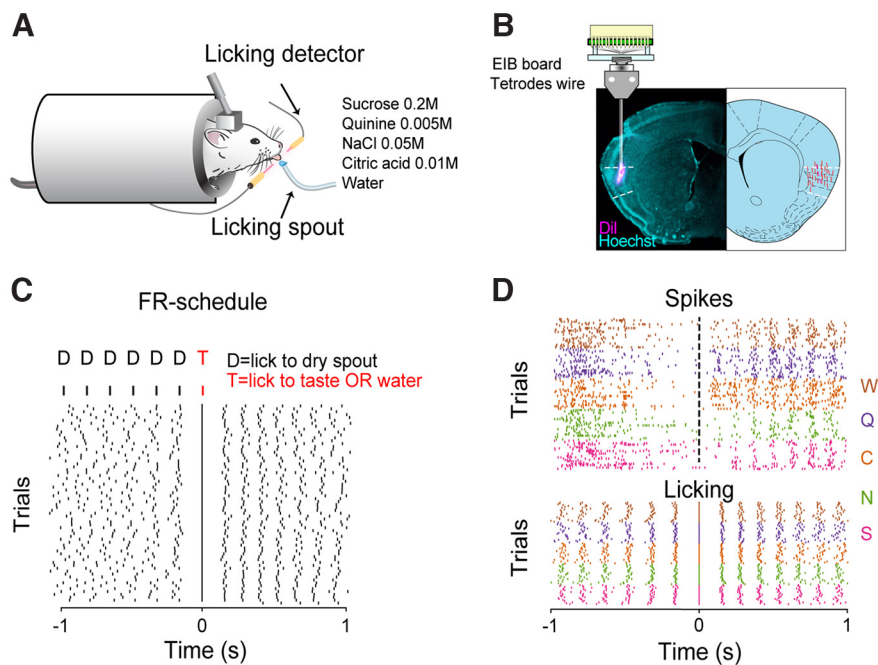 A
Licking detector
Sucrose 0.2M
Quinine 0.005M
NaCl 0.05M
Citric acid 0.01M
Water
Licking spout
B
EIB board
Tetrodes wire
DiI
Hoechst
C
FR-schedule
D D D D D D T
D=lick to dry spout
T=lick to taste OR water
Trials
-1 0 1
Time (s)
D
Spikes
Trials
W
Q
C
N
S
Licking
Trials
-1 0 1
Time (s)